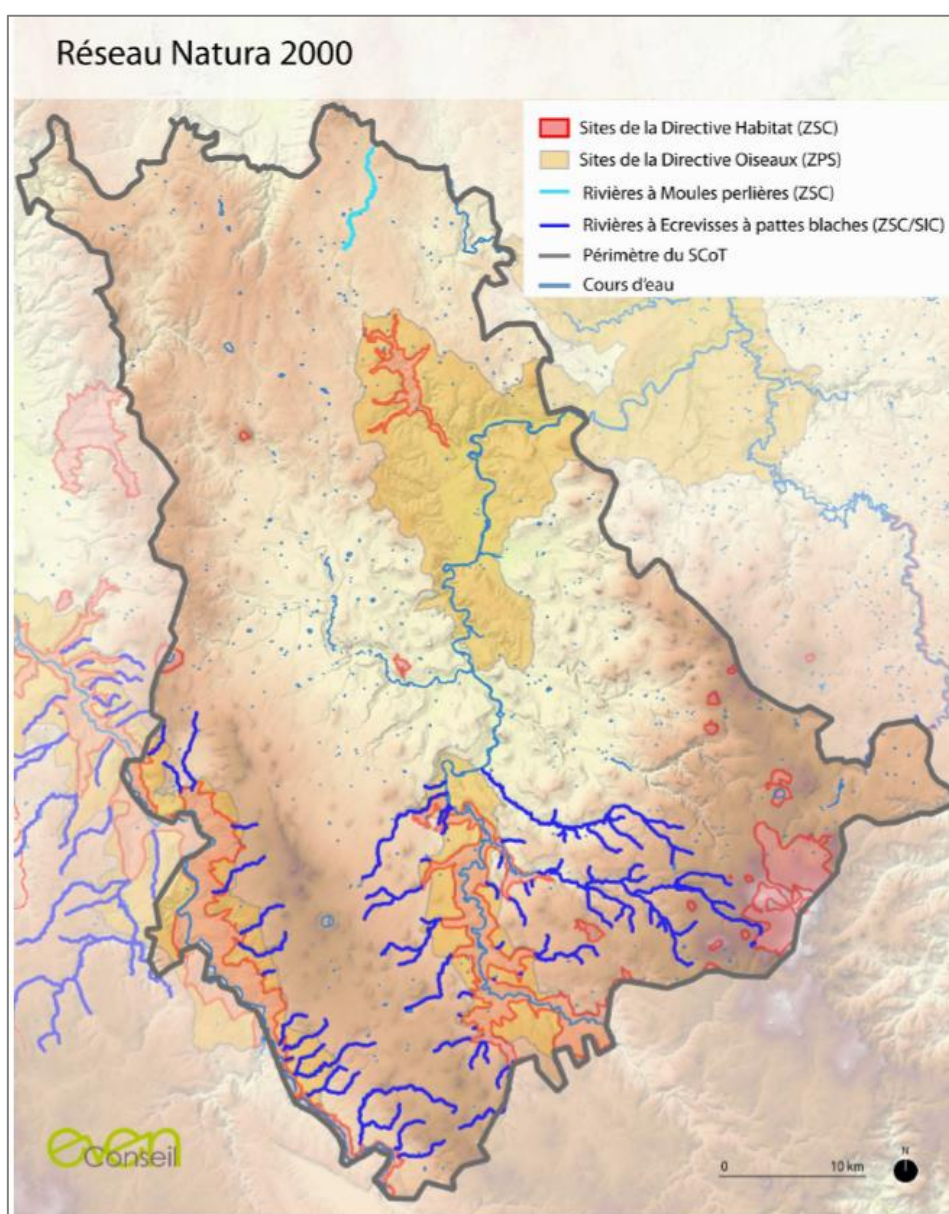 Réseau Natura 2000
Sites de la Directive Habitat (ZSC)
Sites de la Directive Oiseaux (ZPS)
Rivières à Moules perlières (ZSC)
Rivières à Ecrevisses à pattes blaches (ZSC/SIC)
Périmètre du SCoT
Cours d'eau
even
Conseil
0 10 km
N